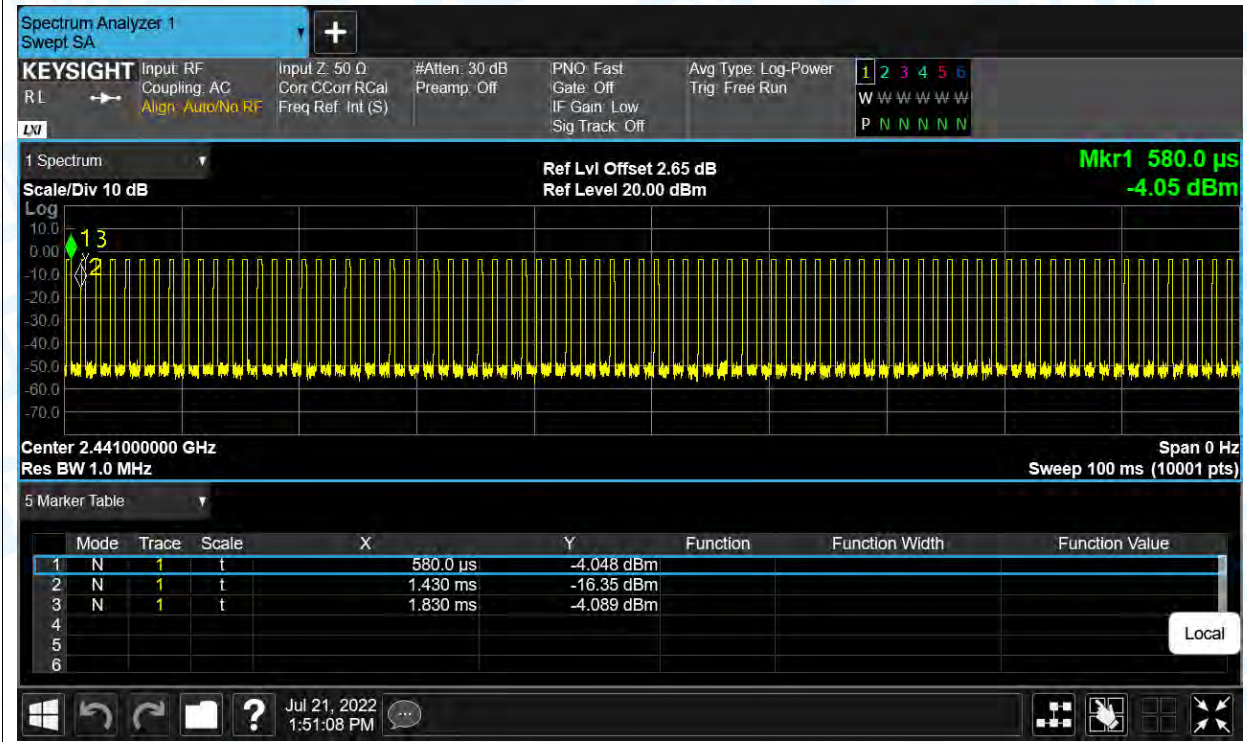 Spectrum Analyzer 1
Swept SA
+
KEYSIGHT
RL
LXI
Input: RF
Coupling: AC
Align: Auto/No RF
Input Z: 50 Ω
Corr CCorr RCal
Freq Ref: Int (S)
#Atten: 30 dB
Preamp: Off
PNO: Fast
Gate: Off
IF Gain: Low
Sig Track: Off
Avg Type: Log-Power
Trig: Free Run
1 2 3 4 5 6
W W W W W W
P N N N N N
1 Spectrum
Scale/Div 10 dB
Ref Lvl Offset 2.65 dB
Ref Level 20.00 dBm
Mkr1 580.0 µs
-4.05 dBm
Log
10.0
0.00
-10.0
-20.0
-30.0
-40.0
-50.0
-60.0
-70.0
1 3
2
Center 2.441000000 GHz
Res BW 1.0 MHz
Span 0 Hz
Sweep 100 ms (10001 pts)
5 Marker Table
Mode Trace Scale X Y Function Function Width Function Value
1 N 1 t 580.0 µs -4.048 dBm
2 N 1 t 1.430 ms -16.35 dBm
3 N 1 t 1.830 ms -4.089 dBm
4
5
6
Local
?
Jul 21, 2022
1:51:08 PM